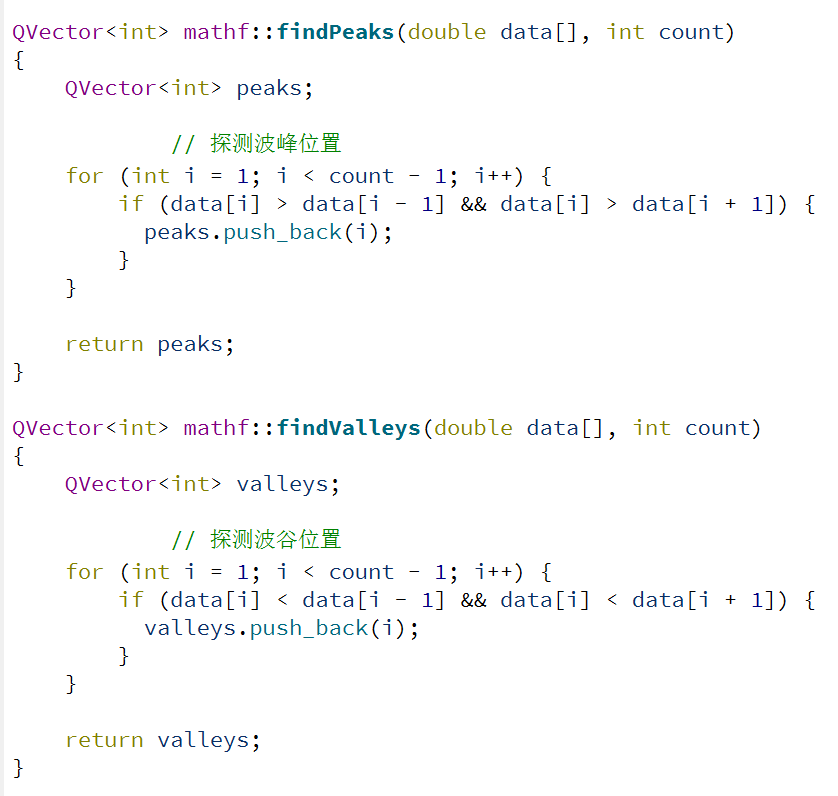 QVector<int> mathf::findPeaks(double data[], int count)
{
    QVector<int> peaks;

            // 探测波峰位置
    for (int i = 1; i < count - 1; i++) {
        if (data[i] > data[i - 1] && data[i] > data[i + 1]) {
          peaks.push_back(i);
        }
    }

    return peaks;
}

QVector<int> mathf::findValleys(double data[], int count)
{
    QVector<int> valleys;

            // 探测波谷位置
    for (int i = 1; i < count - 1; i++) {
        if (data[i] < data[i - 1] && data[i] < data[i + 1]) {
          valleys.push_back(i);
        }
    }

    return valleys;
}